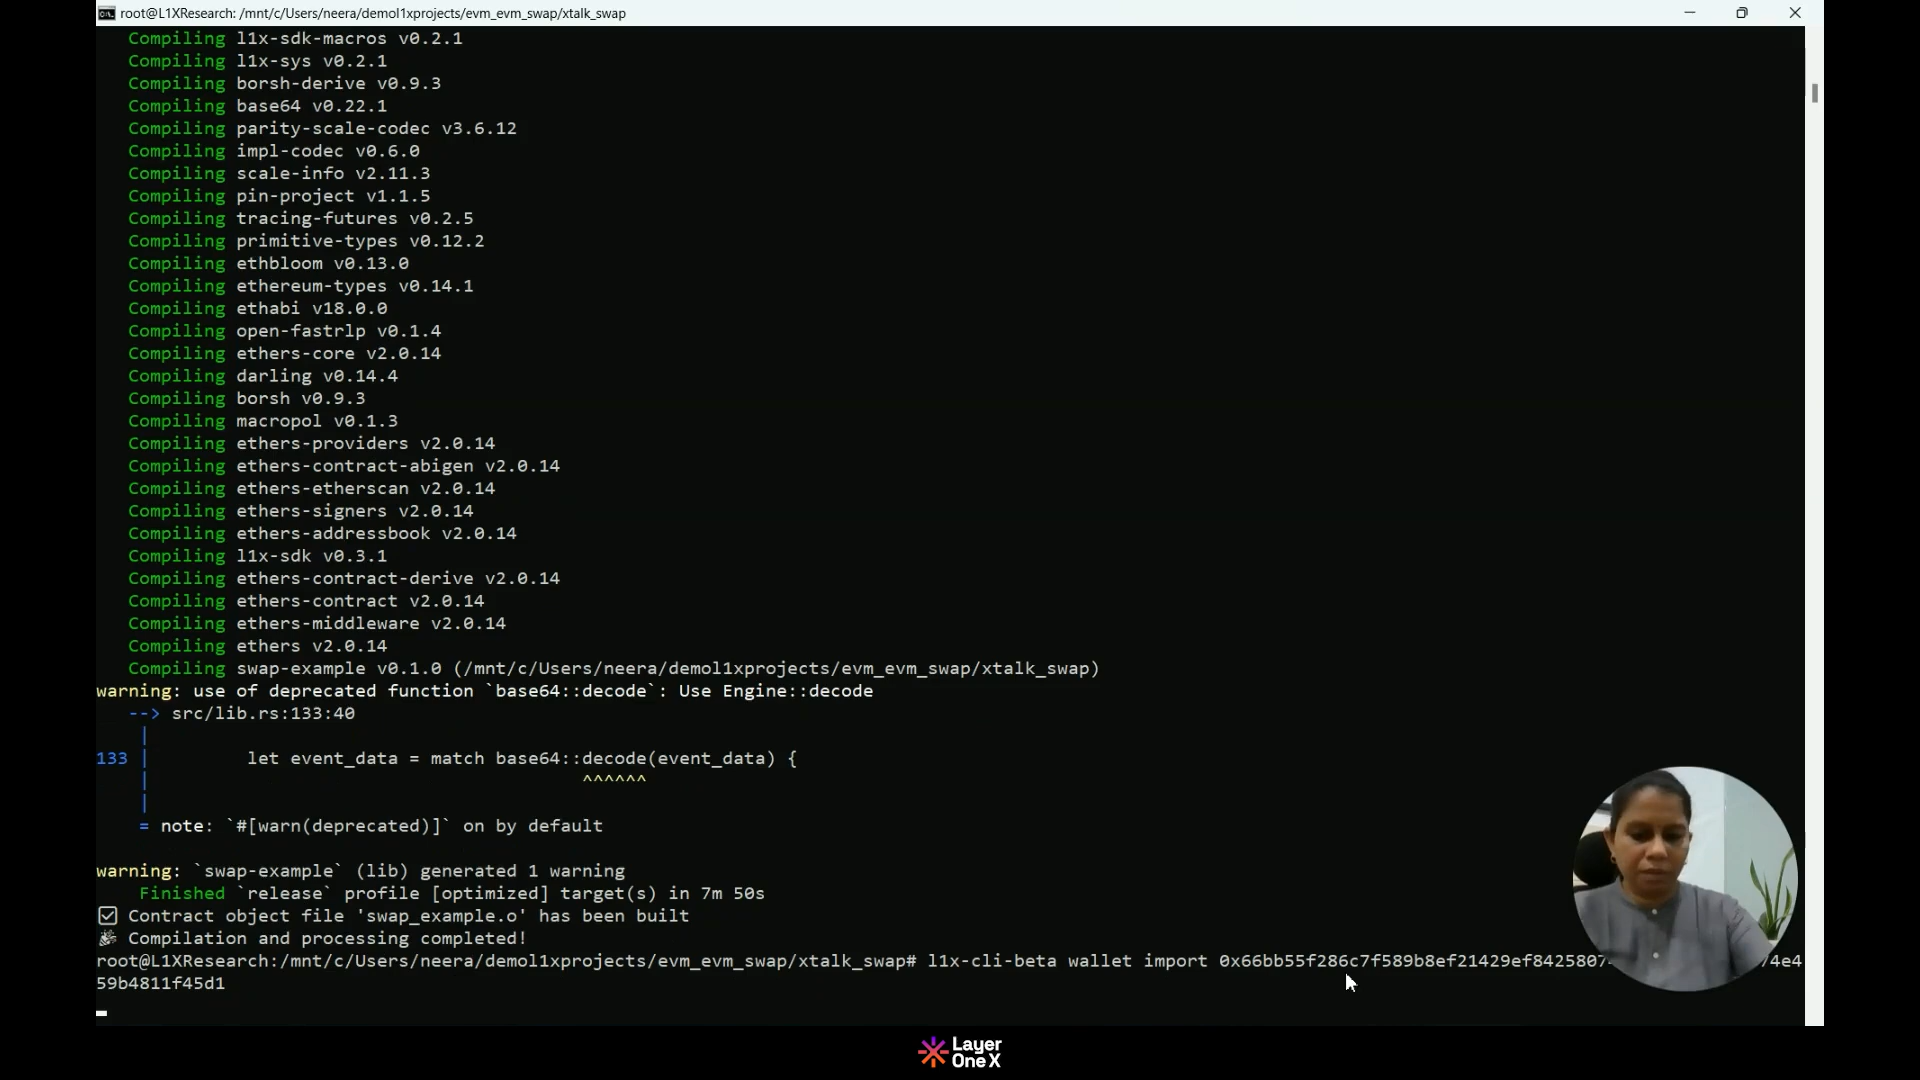 root@L1XResearch: /mnt/c/Users/neera/demol1xprojects/evm_evm_swap/xtalk_swap
Compiling l1x-sdk-macros v0.2.1
Compiling l1x-sys v0.2.1
Compiling borsh-derive v0.9.3
Compiling base64 v0.22.1
Compiling parity-scale-codec v3.6.12
Compiling impl-codec v0.6.0
Compiling scale-info v2.11.3
Compiling pin-project v1.1.5
Compiling tracing-futures v0.2.5
Compiling primitive-types v0.12.2
Compiling ethbloom v0.13.0
Compiling ethereum-types v0.14.1
Compiling ethabi v18.0.0
Compiling open-fastrlp v0.1.4
Compiling ethers-core v2.0.14
Compiling darling v0.14.4
Compiling borsh v0.9.3
Compiling macropol v0.1.3
Compiling ethers-providers v2.0.14
Compiling ethers-contract-abigen v2.0.14
Compiling ethers-etherscan v2.0.14
Compiling ethers-signers v2.0.14
Compiling ethers-addressbook v2.0.14
Compiling l1x-sdk v0.3.1
Compiling ethers-contract-derive v2.0.14
Compiling ethers-contract v2.0.14
Compiling ethers-middleware v2.0.14
Compiling ethers v2.0.14
Compiling swap-example v0.1.0 (/mnt/c/Users/neera/demol1xprojects/evm_evm_swap/xtalk_swap)
warning: use of deprecated function `base64::decode`: Use Engine::decode
--> src/lib.rs:133:40
|
133 | let event_data = match base64::decode(event_data) {
| ^^^^^^
|
= note: `#[warn(deprecated)]` on by default
warning: `swap-example` (lib) generated 1 warning
Finished `release` profile [optimized] target(s) in 7m 50s
Contract object file 'swap_example.o' has been built
Compilation and processing completed!
root@L1XResearch:/mnt/c/Users/neera/demol1xprojects/evm_evm_swap/xtalk_swap# l1x-cli-beta wallet import
59b4811f45d1
Layer
One X